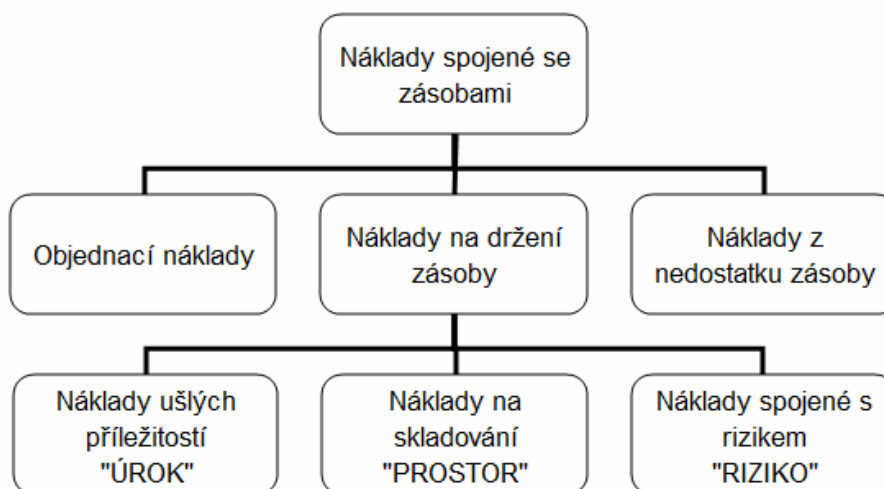 Náklady spojené se
zásobami
Objednací náklady
Náklady na držení
zásoby
Náklady z
nedostatku zásoby
Náklady ušlých
příležitostí
"ÚROK"
Náklady na
skladování
"PROSTOR"
Náklady spojené s
rizikem
"RIZIKO"